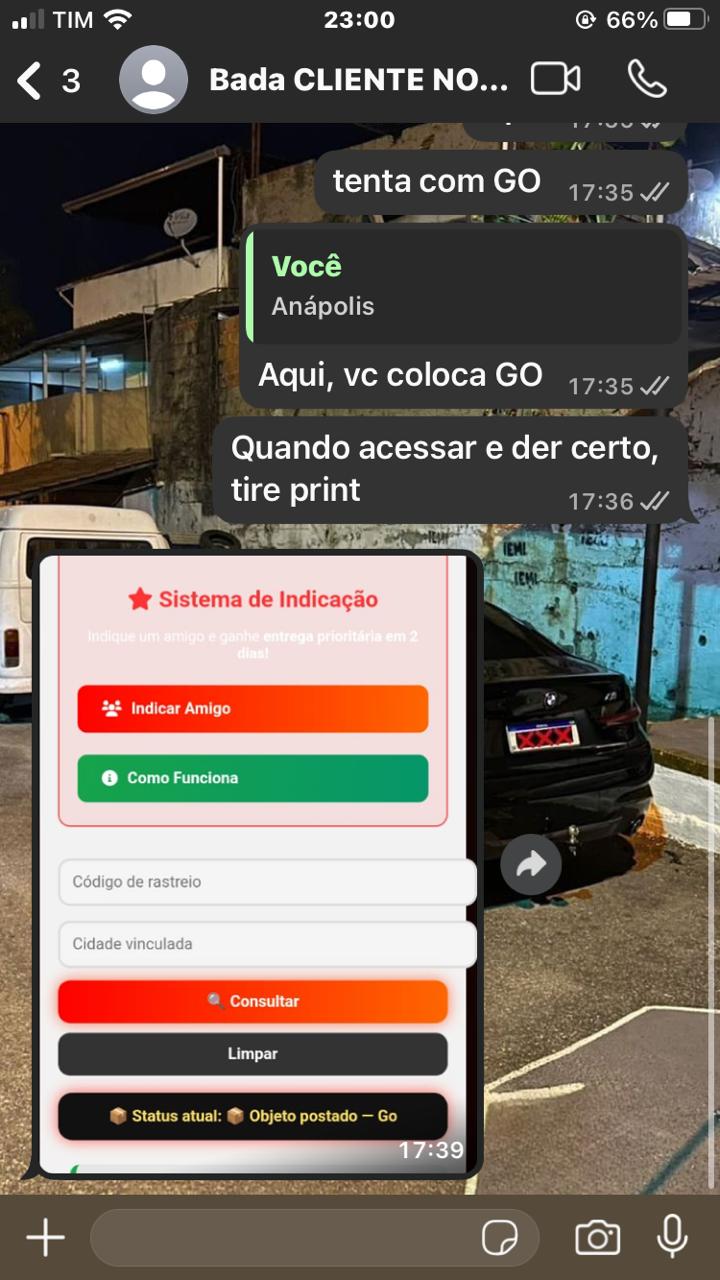 TIM
23:00
66%
3
Bada CLIENTE NO...
tenta com GO
17:35
Você
Anápolis
Aqui, vc coloca GO
17:35
Quando acessar e der certo,
tire print
17:36
Sistema de Indicação
Indique um amigo e ganhe entrega prioritária em 2
dias!
Indicar Amigo
Como Funciona
Código de rastreio
Cidade vinculada
Consultar
Limpar
Status atual: Objeto postado — Go
17:39
XXX